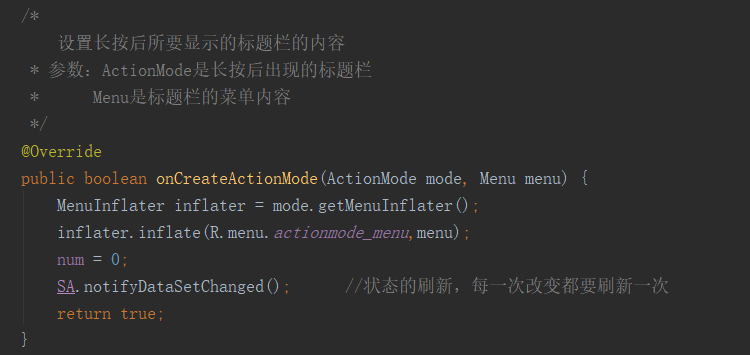 /*
    设置长按后所要显示的标题栏的内容
 * 参数：ActionMode是长按后出现的标题栏
 *     Menu是标题栏的菜单内容
 */
@Override
public boolean onCreateActionMode(ActionMode mode, Menu menu) {
    MenuInflater inflater = mode.getMenuInflater();
    inflater.inflate(R.menu.actionmode_menu,menu);
    num = 0;
    SA.notifyDataSetChanged();      //状态的刷新，每一次改变都要刷新一次
    return true;
}